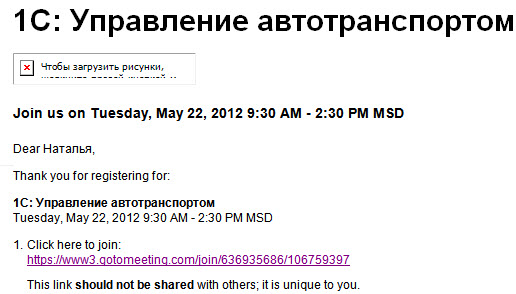 1С: Управление автотранспортом
Чтобы загрузить рисунки,
Join us on Tuesday, May 22, 2012 9:30 AM - 2:30 PM MSD
Dear Наталья,
Thank you for registering for:
1С: Управление автотранспортом
Tuesday, May 22, 2012 9:30 AM - 2:30 PM MSD
1. Click here to join:
https://www3.gotomeeting.com/join/636935686/106759397
This link should not be shared with others; it is unique to you.